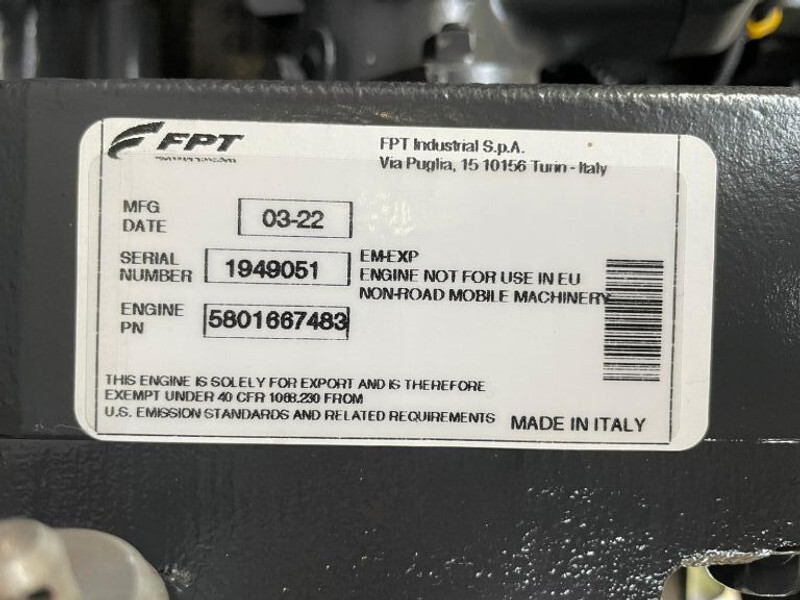 FPT
FPT Industrial S.p.A.
Via Puglia, 15 10156 Turin - Italy
MFG DATE
03-22
SERIAL NUMBER
1949051
EM-EXP
ENGINE NOT FOR USE IN EU
NON-ROAD MOBILE MACHINERY
ENGINE PN
5801667483
THIS ENGINE IS SOLELY FOR EXPORT AND IS THEREFORE
EXEMPT UNDER 40 CFR 1068.230 FROM
U.S. EMISSION STANDARDS AND RELATED REQUIREMENTS
MADE IN ITALY